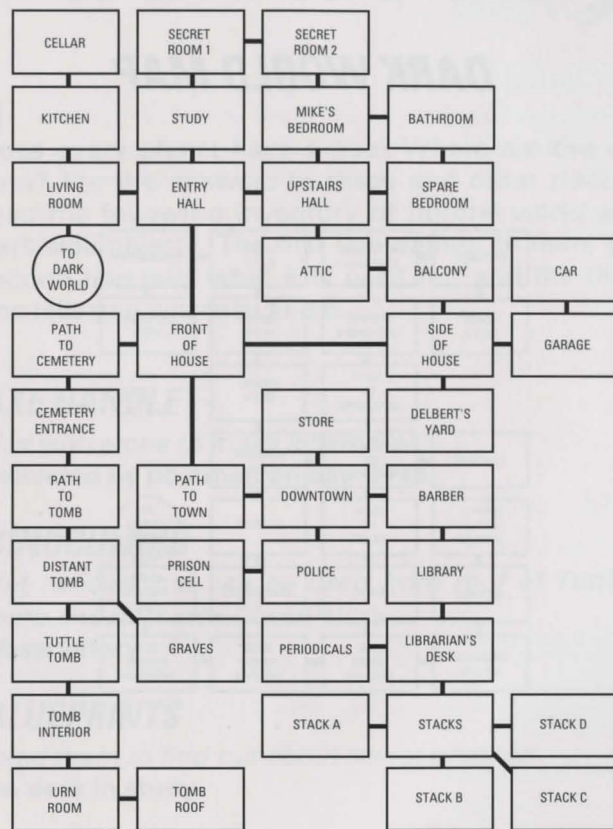 CELLAR
SECRET
ROOM 1
SECRET
ROOM 2
KITCHEN
STUDY
MIKE'S
BEDROOM
BATHROOM
LIVING
ROOM
ENTRY
HALL
UPSTAIRS
HALL
SPARE
BEDROOM
TO
DARK
WORLD
ATTIC
BALCONY
CAR
PATH
TO
CEMETERY
FRONT
OF
HOUSE
SIDE
OF
HOUSE
GARAGE
CEMETERY
ENTRANCE
STORE
DELBERT'S
YARD
PATH
TO
TOMB
PATH
TO
TOWN
DOWNTOWN
BARBER
DISTANT
TOMB
PRISON
CELL
POLICE
LIBRARY
TUTTLE
TOMB
GRAVES
PERIODICALS
LIBRARIAN'S
DESK
TOMB
INTERIOR
STACK A
STACKS
STACK D
URN
ROOM
TOMB
ROOF
STACK B
STACK C